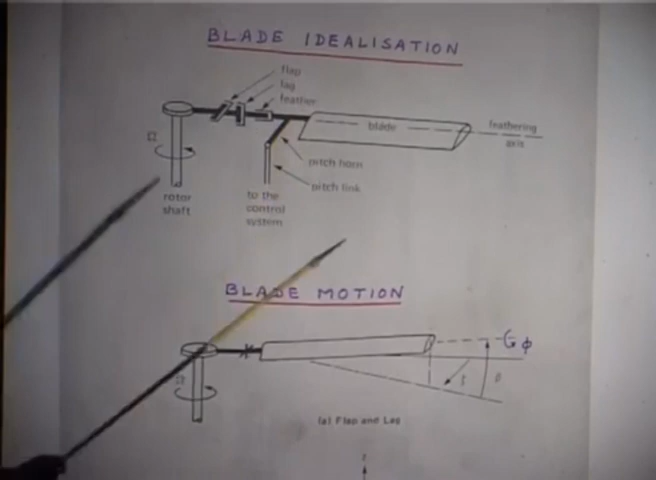 BLADE IDEALISATION
flap
lag
feather
blade
feathering
axis
Ω
pitch horn
pitch link
rotor
shaft
to the
control
system
BLADE MOTION
ϕ
Ω
(a) Flap and Lag